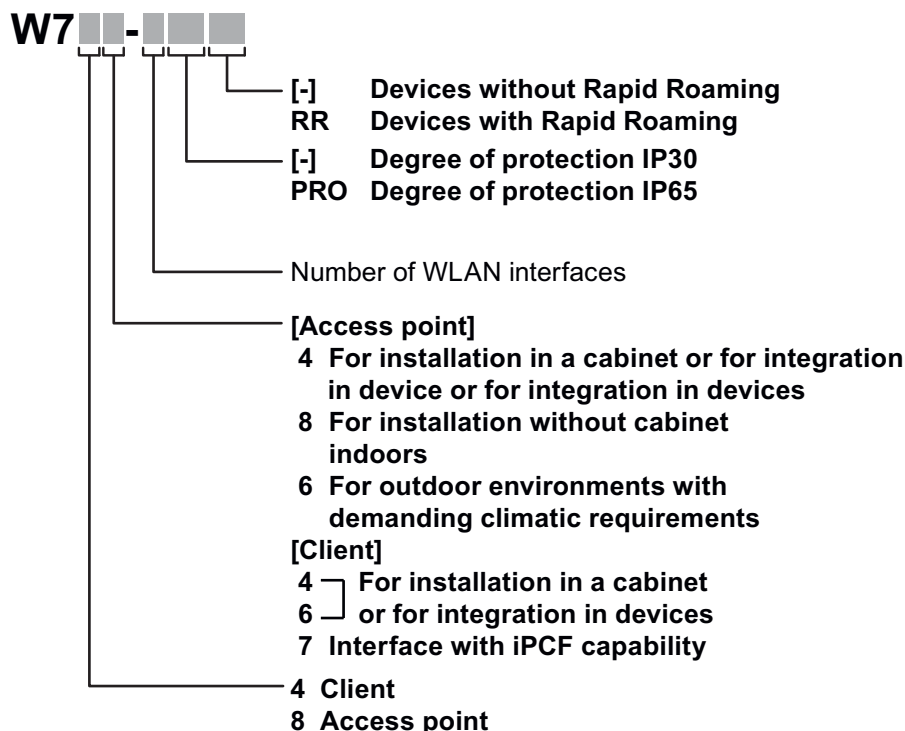 W7 -
[-] Devices without Rapid Roaming
RR Devices with Rapid Roaming
[-] Degree of protection IP30
PRO Degree of protection IP65
Number of WLAN interfaces
[Access point]
4 For installation in a cabinet or for integration
in device or for integration in devices
8 For installation without cabinet
indoors
6 For outdoor environments with
demanding climatic requirements
[Client]
4 For installation in a cabinet
6 or for integration in devices
7 Interface with iPCF capability
4 Client
8 Access point